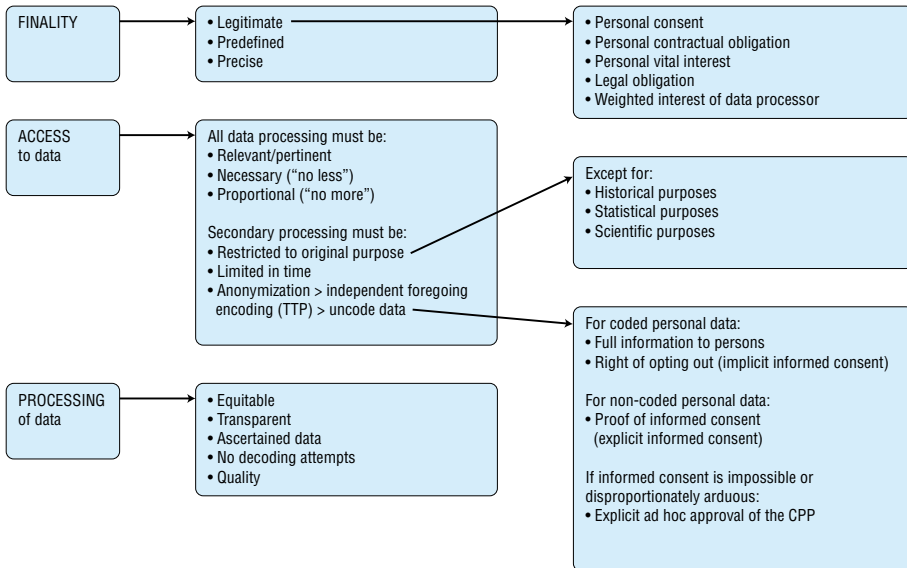 FINALITY
• Legitimate
• Predefined
• Precise
• Personal consent
• Personal contractual obligation
• Personal vital interest
• Legal obligation
• Weighted interest of data processor
ACCESS
to data
All data processing must be:
• Relevant/pertinent
• Necessary (“no less”)
• Proportional (“no more”)
Secondary processing must be:
• Restricted to original purpose
• Limited in time
• Anonymization > independent foregoing
encoding (TTP) > uncode data
Except for:
• Historical purposes
• Statistical purposes
• Scientific purposes
For coded personal data:
• Full information to persons
• Right of opting out (implicit informed consent)
For non-coded personal data:
• Proof of informed consent
(explicit informed consent)
If informed consent is impossible or
disproportionately arduous:
• Explicit ad hoc approval of the CPP
PROCESSING
of data
• Equitable
• Transparent
• Ascertained data
• No decoding attempts
• Quality